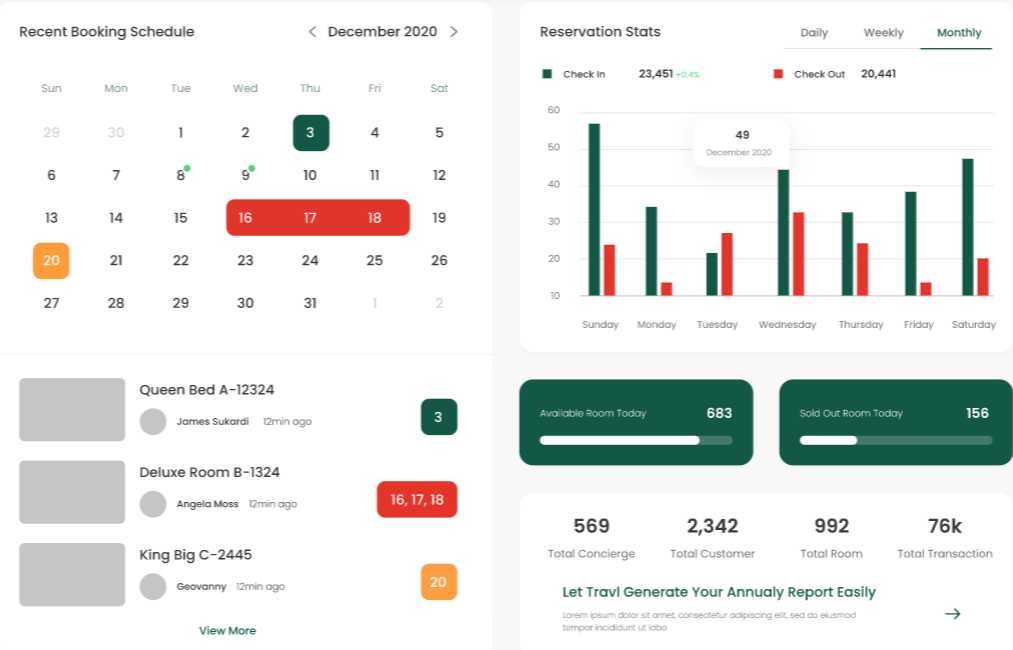 Recent Booking Schedule
December 2020
Sun Mon Tue Wed Thu Fri Sat
29 30 1 2 3 4 5
6 7 8 9 10 11 12
13 14 15 16 17 18 19
20 21 22 23 24 25 26
27 28 29 30 31 1 2
Queen Bed A-12324
James Sukardi 12min ago
3
Deluxe Room B-1324
Angela Moss 12min ago
16, 17, 18
King Big C-2445
Geovanny 12min ago
20
View More
Reservation Stats
Daily Weekly Monthly
Check In 23,451 +0.4% Check Out 20,441
60
50
40
30
20
10
49
December 2020
Sunday Monday Tuesday Wednesday Thursday Friday Saturday
Available Room Today 683
Sold Out Room Today 156
569 2,342 992 76k
Total Concierge Total Customer Total Room Total Transaction
Let Travl Generate Your Annualy Report Easily
Lorem ipsum dolor sit amet, consectetur adipiscing elit, sed do eiusmod
tempor incididunt ut labo